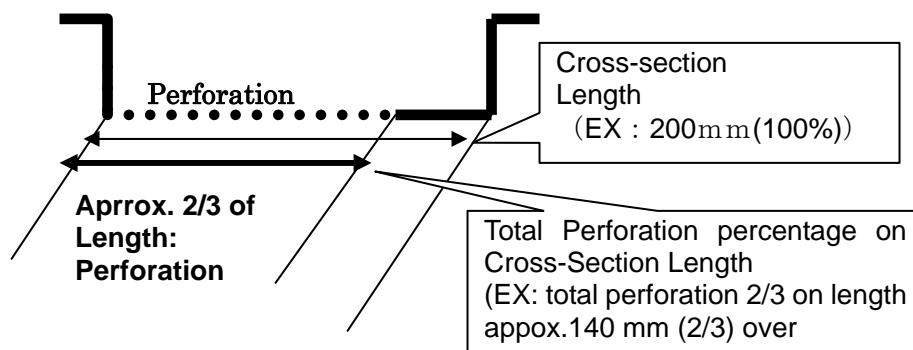 Perforation
Cross-section
Length
（EX：200ｍｍ(100%)）
Aprrox. 2/3 of
Length:
Perforation
Total Perforation percentage on
Cross-Section Length
(EX: total perforation 2/3 on length
appox.140 mm (2/3) over